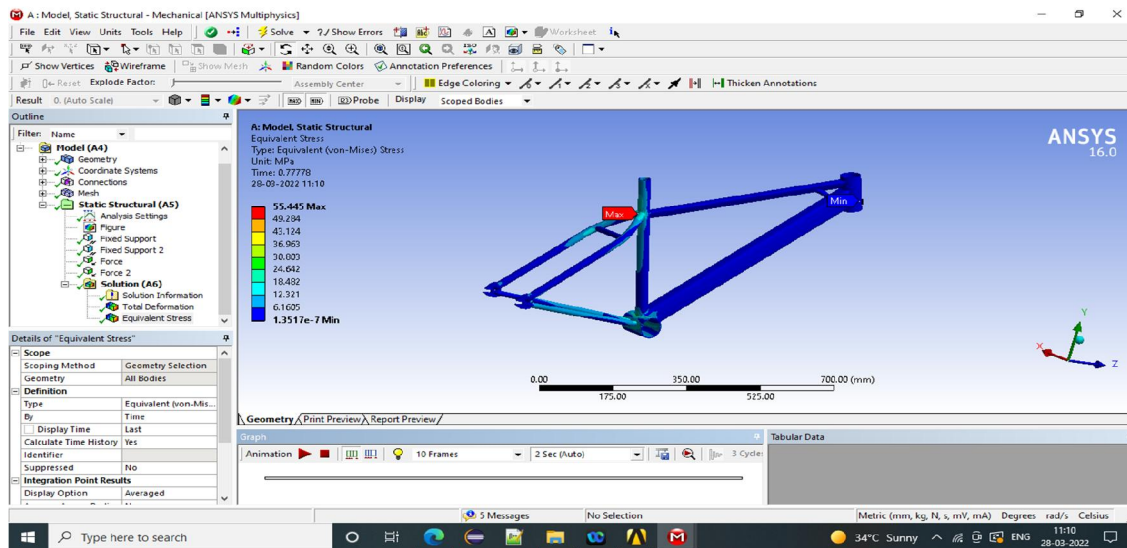 A : Model, Static Structural - Mechanical [ANSYS Multiphysics]
File Edit View Units Tools Help Solve ?/Show Errors A Worksheet
Show Vertices Wireframe Show Mesh Random Colors Annotation Preferences
Reset Explode Factor: Assembly Center Edge Coloring Thicken Annotations
Result 0. (Auto Scale) MAX MIN Probe Display Scoped Bodies
Outline
Filter: Name
Model (A4)
Geometry
Coordinate Systems
Connections
Mesh
Static Structural (A5)
Analysis Settings
Figure
Fixed Support
Fixed Support 2
Force
Force 2
Solution (A6)
Solution Information
Total Deformation
Equivalent Stress
Details of "Equivalent Stress"
Scope
Scoping Method Geometry Selection
Geometry All Bodies
Definition
Type Equivalent (von-Mis...
By Time
Display Time Last
Calculate Time History Yes
Identifier
Suppressed No
Integration Point Results
Display Option Averaged
A: Model, Static Structural
Equivalent Stress
Type: Equivalent (von-Mises) Stress
Unit: MPa
Time: 0.77778
28-03-2022 11:10
55.445 Max
49.284
43.124
36.963
30.803
24.642
18.482
12.321
6.1605
1.3517e-7 Min
ANSYS
16.0
Max
Min
Y
X
Z
0.00 350.00 700.00 (mm)
175.00 525.00
Geometry Print Preview Report Preview
Graph
Animation 10 Frames 2 Sec (Auto) 3 Cycle
Tabular Data
5 Messages No Selection Metric (mm, kg, N, s, mV, mA) Degrees rad/s Celsius
Type here to search 34°C Sunny ENG 11:10
28-03-2022